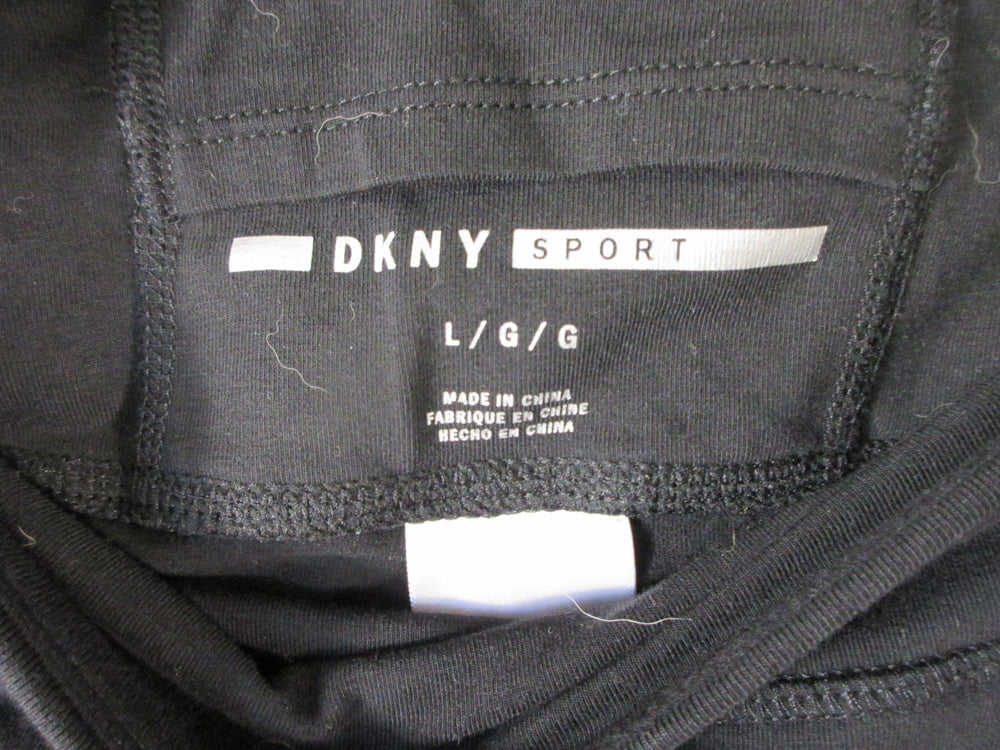 DKNY SPORT
L/G/G
MADE IN CHINA
FABRIQUE EN CHINE
HECHO EN CHINA